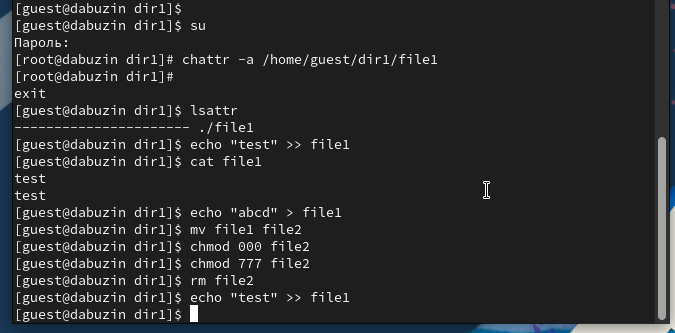 [guest@dabuzin dir1]$
[guest@dabuzin dir1]$ su
Пароль:
[root@dabuzin dir1]# chattr -a /home/guest/dir1/file1
[root@dabuzin dir1]#
exit
[guest@dabuzin dir1]$ lsattr
---------------------- ./file1
[guest@dabuzin dir1]$ echo "test" >> file1
[guest@dabuzin dir1]$ cat file1
test
test
[guest@dabuzin dir1]$ echo "abcd" > file1
[guest@dabuzin dir1]$ mv file1 file2
[guest@dabuzin dir1]$ chmod 000 file2
[guest@dabuzin dir1]$ chmod 777 file2
[guest@dabuzin dir1]$ rm file2
[guest@dabuzin dir1]$ echo "test" >> file1
[guest@dabuzin dir1]$